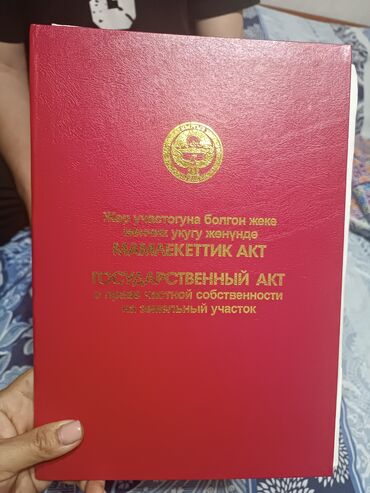 Жер участогуна болгон жеке
менчик укугу жөнүндө
МАМЛЕКЕТТИК АКТ
ГОСУДАРСТВЕННЫЙ АКТ
о праве частной собственности
на земельный участок